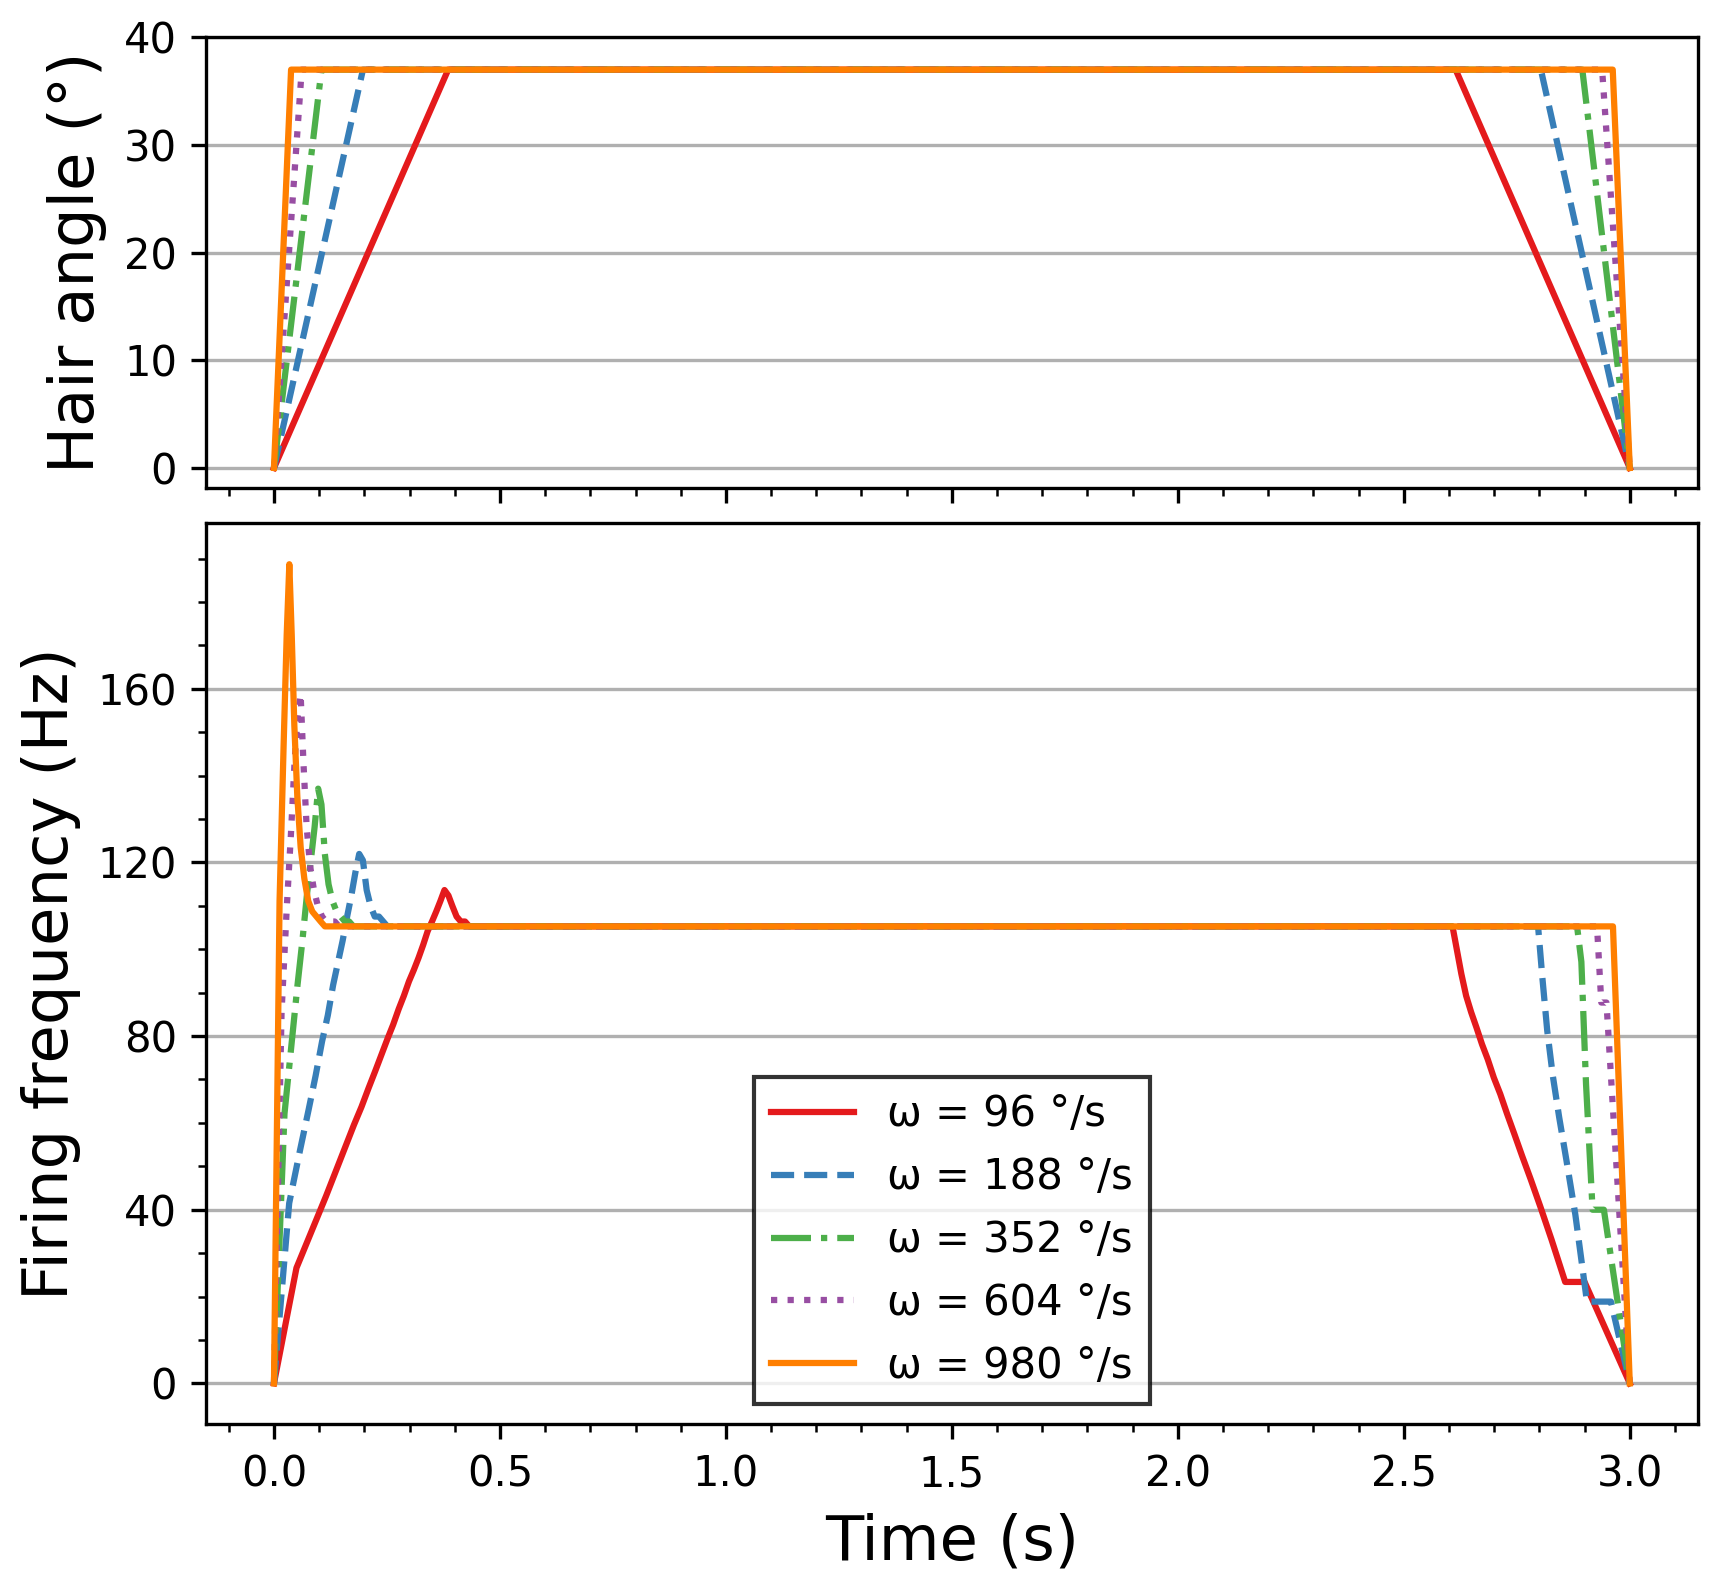 Hair angle (°)
40
30
20
10
0
Firing frequency (Hz)
160
120
80
40
0
ω = 96 °/s
ω = 188 °/s
ω = 352 °/s
ω = 604 °/s
ω = 980 °/s
0.0 0.5 1.0 1.5 2.0 2.5 3.0
Time (s)